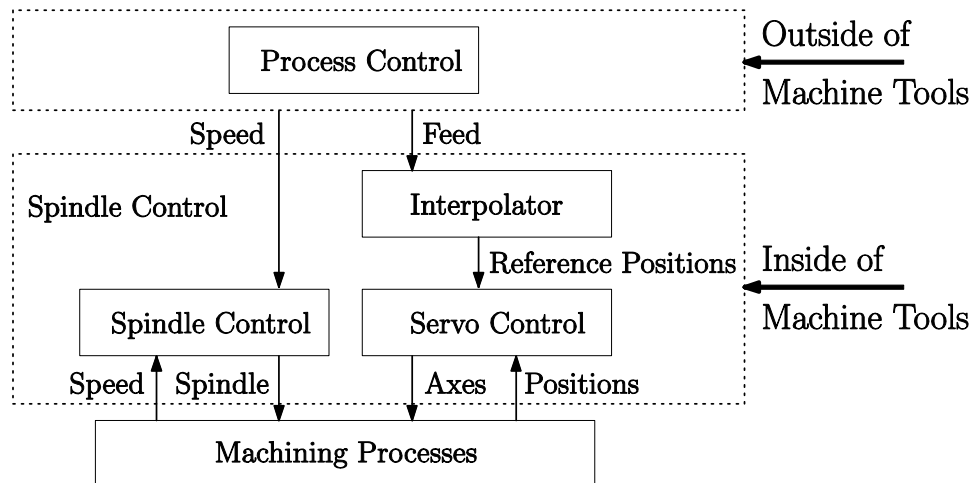 Process Control
Outside of
Machine Tools
Speed
Feed
Spindle Control
Interpolator
Reference Positions
Inside of
Machine Tools
Spindle Control
Servo Control
Speed
Spindle
Axes
Positions
Machining Processes